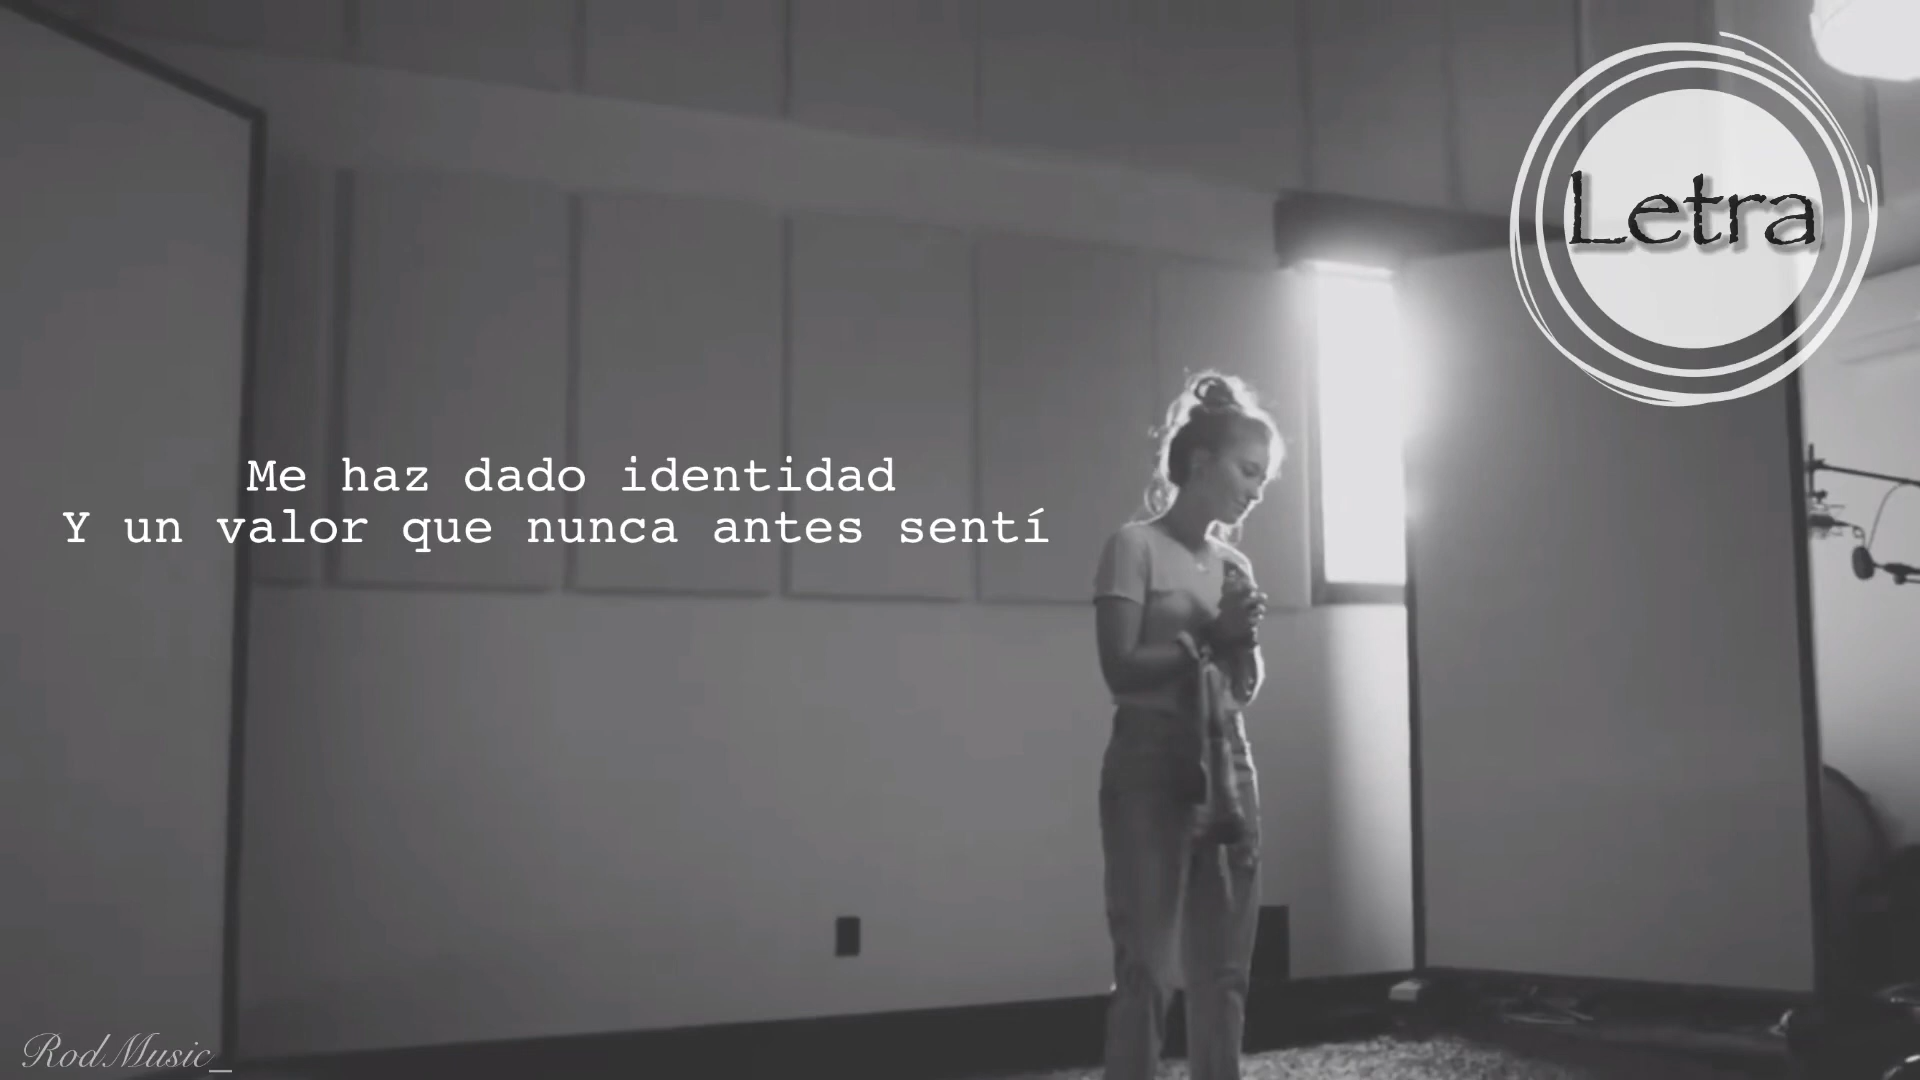 Letra
Me haz dado identidad
Y un valor que nunca antes sentí
RodMusic_